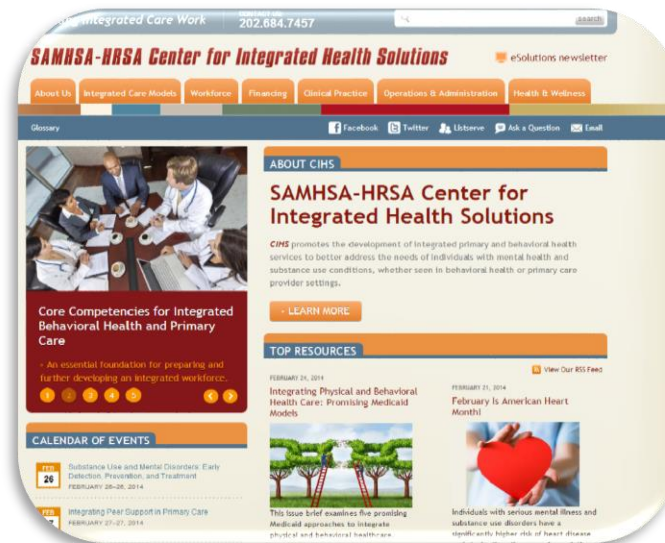 Integrated Care Work
202.684.7457
search
SAMHSA-HRSA Center for Integrated Health Solutions
eSolutions newsletter
About Us
Integrated Care Models
Workforce
Financing
Clinical Practice
Operations & Administration
Health & Wellness
Glossary
Facebook
Twitter
Listserve
Ask a Question
Email
ABOUT CIHS
SAMHSA-HRSA Center for
Integrated Health Solutions
CIHS promotes the development of integrated primary and behavioral health
services to better address the needs of individuals with mental health and
substance use conditions, whether seen in behavioral health or primary care
provider settings.
› LEARN MORE
Core Competencies for Integrated
Behavioral Health and Primary
Care
› An essential foundation for preparing and
further developing an integrated workforce.
1 2 3 4 5
TOP RESOURCES
View Our RSS Feed
FEBRUARY 24, 2014
Integrating Physical and Behavioral
Health Care: Promising Medicaid
Models
This issue brief examines five promising
Medicaid approaches to integrate
physical and behavioral healthcare.
FEBRUARY 21, 2014
February Is American Heart
Month!
Individuals with serious mental illness and
substance use disorders have a
significantly higher risk of heart disease
CALENDAR OF EVENTS
FEB
26
Substance Use and Mental Disorders: Early
Detection, Prevention, and Treatment
FEBRUARY 26-26, 2014
Integrating Peer Support in Primary Care
FEBRUARY 27-27, 2014